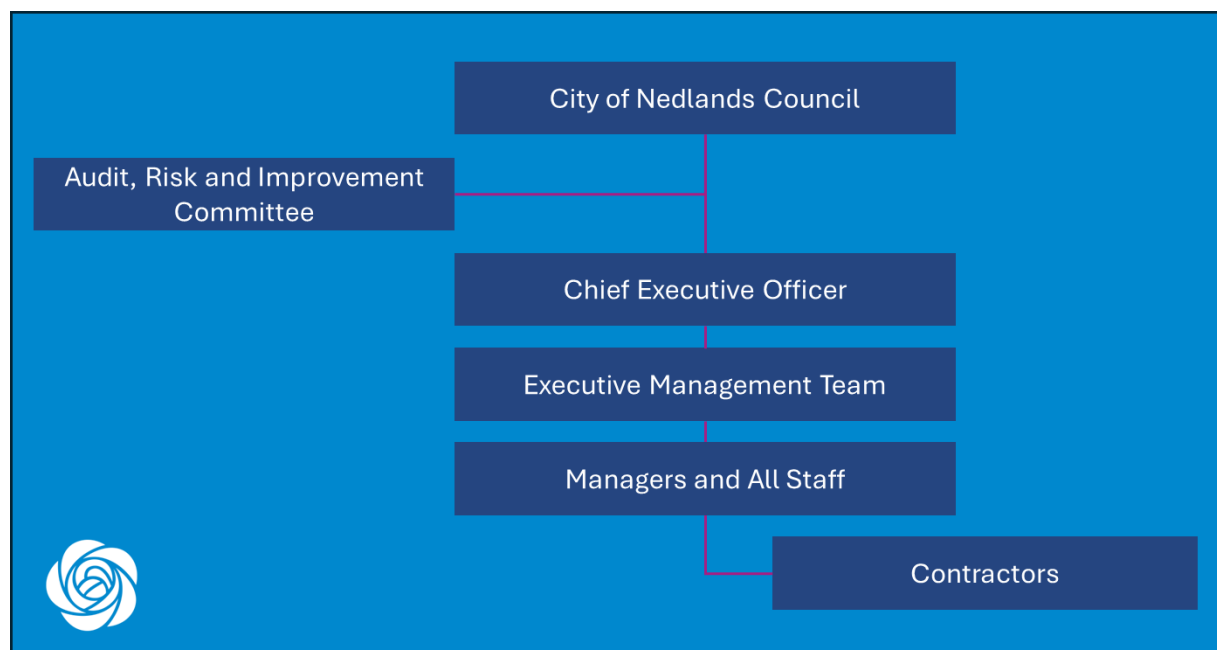 City of Nedlands Council
Audit, Risk and Improvement
Committee
Chief Executive Officer
Executive Management Team
Managers and All Staff
Contractors